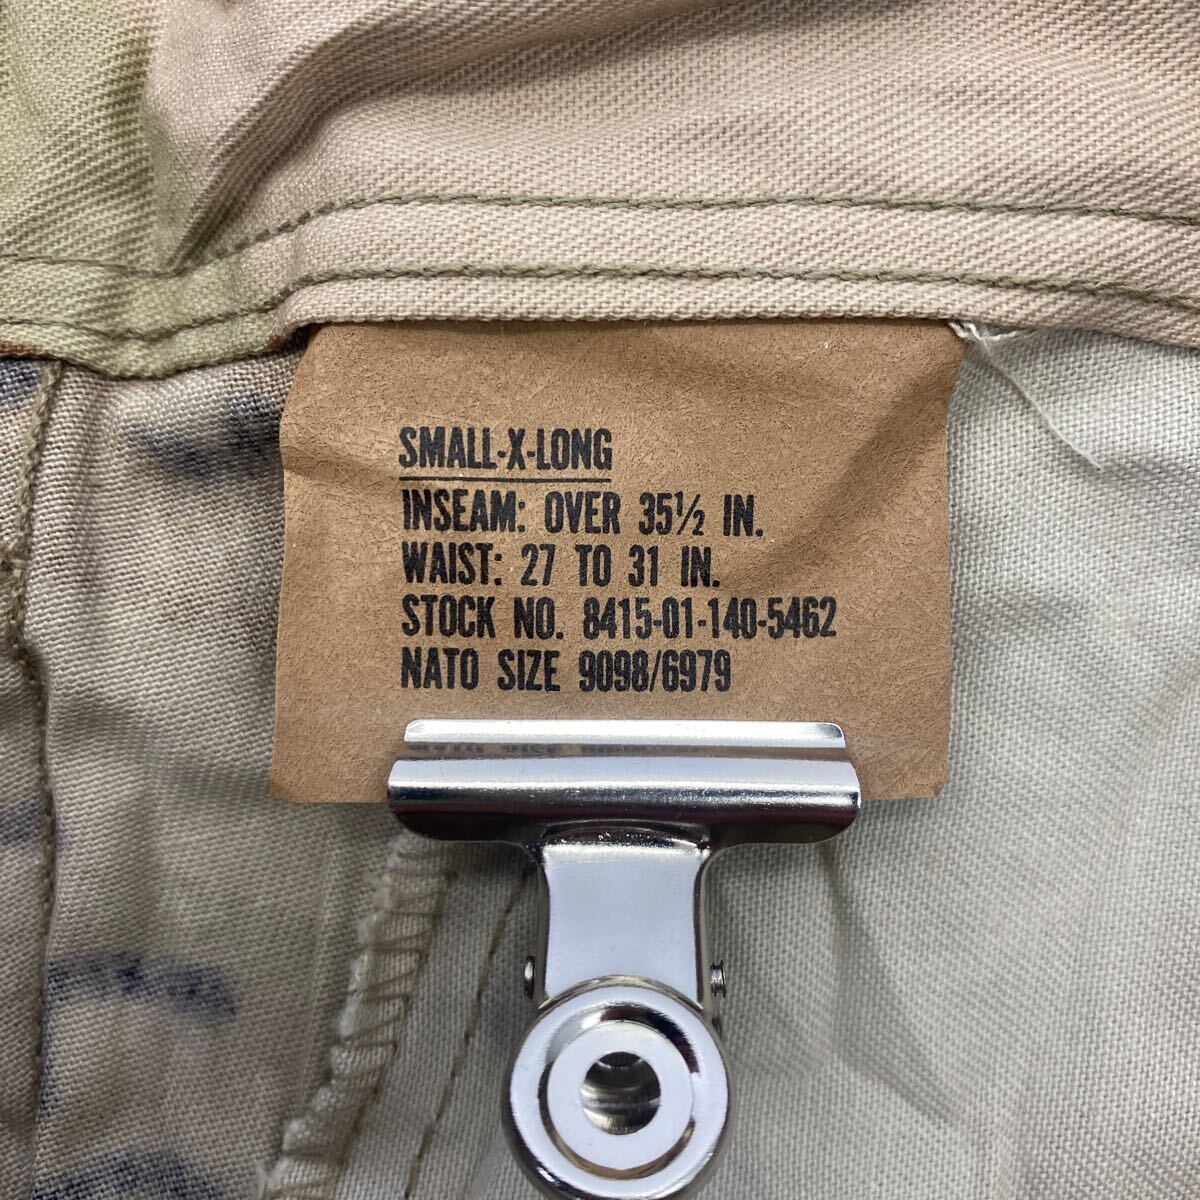 SMALL-X-LONG
INSEAM: OVER 35½ IN.
WAIST: 27 TO 31 IN.
STOCK NO. 8415-01-140-5462
NATO SIZE 9098/6979